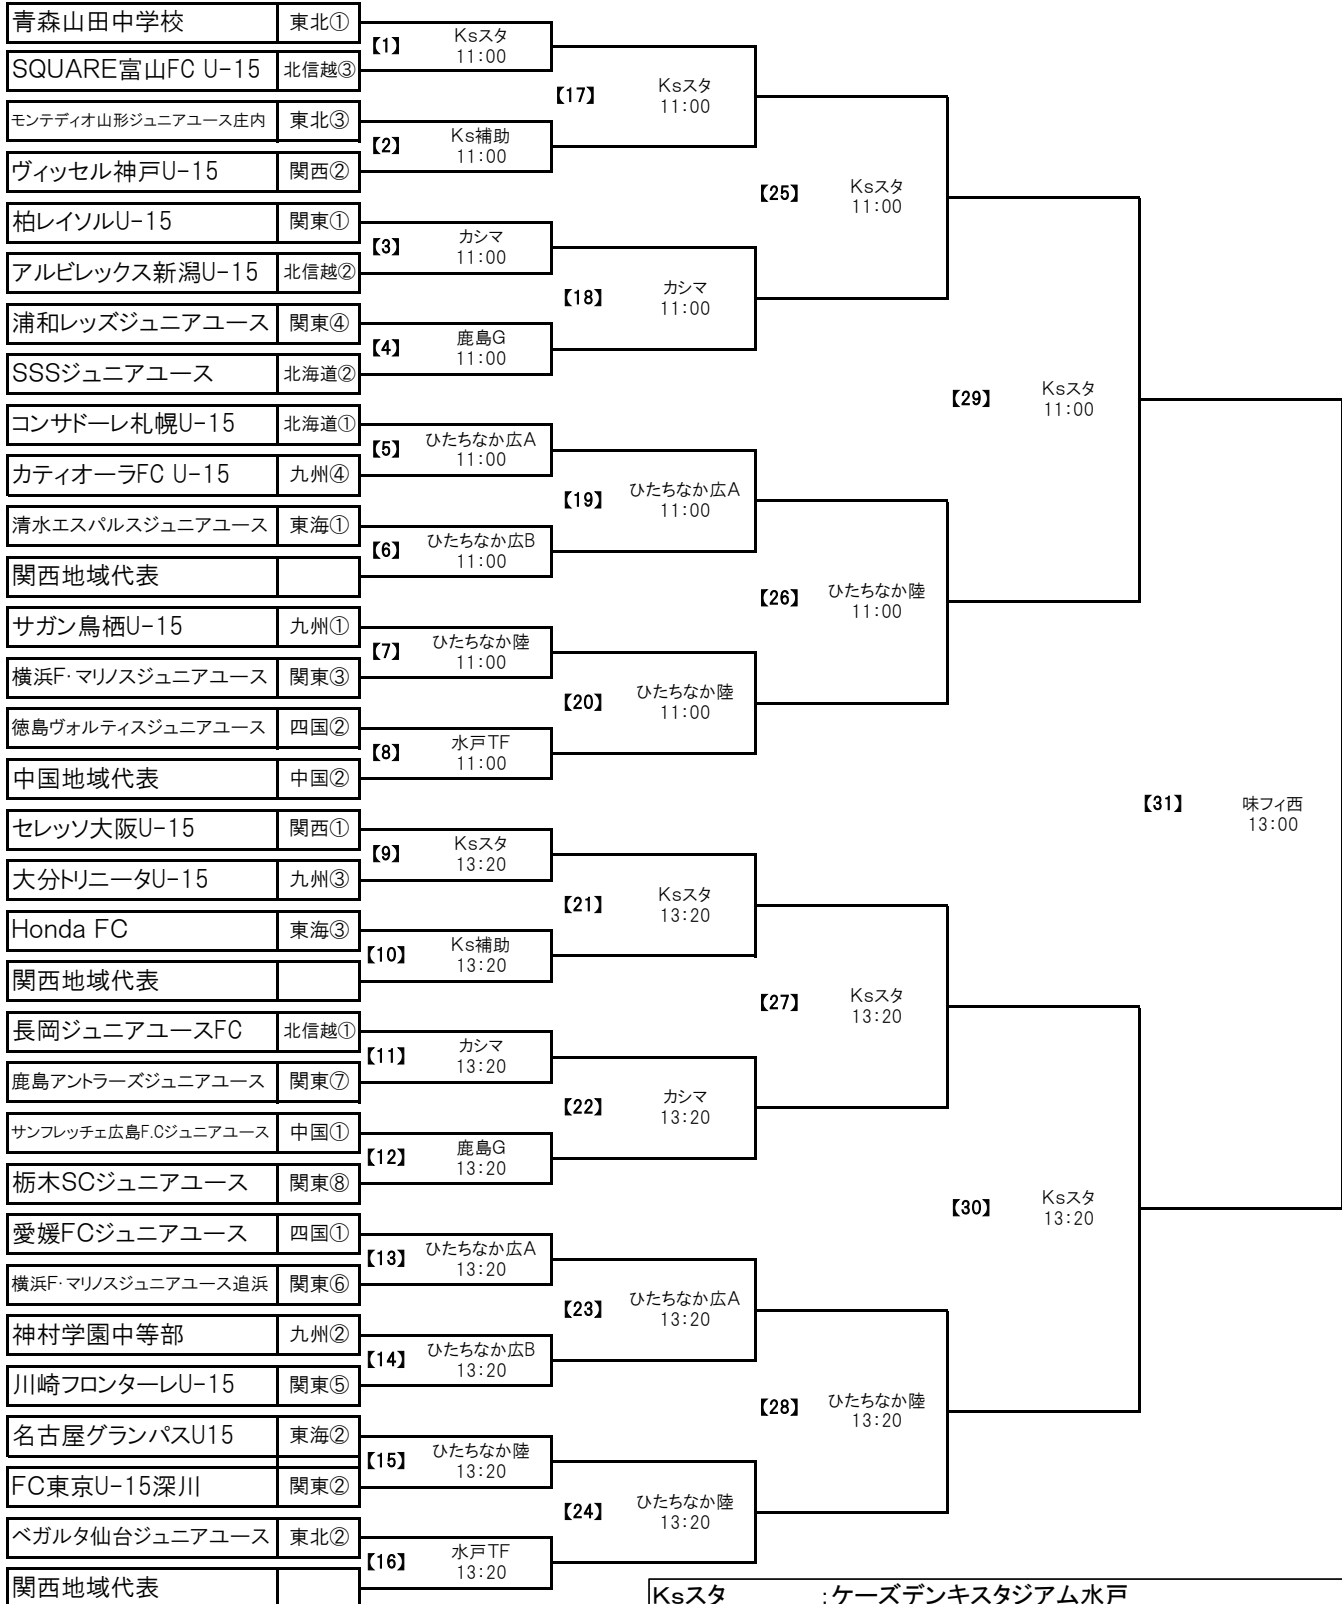 青森山田中学校 東北①
【1】 Ksスタ
11:00
SQUARE富山FC U-15 北信越③
【17】 Ksスタ
11:00
モンテディオ山形ジュニアユース庄内 東北③
【2】 Ks補助
11:00
ヴィッセル神戸U-15 関西②
【25】 Ksスタ
11:00
柏レイソルU-15 関東①
【3】 カシマ
11:00
アルビレックス新潟U-15 北信越②
【18】 カシマ
11:00
浦和レッズジュニアユース 関東④
【4】 鹿島G
11:00
SSSジュニアユース 北海道②
【29】 Ksスタ
11:00
コンサドーレ札幌U-15 北海道①
【5】 ひたちなか広A
11:00
カティオーラFC U-15 九州④
【19】 ひたちなか広A
11:00
清水エスパルスジュニアユース 東海①
【6】 ひたちなか広B
11:00
関西地域代表
【26】 ひたちなか陸
11:00
サガン鳥栖U-15 九州①
【7】 ひたちなか陸
11:00
横浜F・マリノスジュニアユース 関東③
【20】 ひたちなか陸
11:00
徳島ヴォルティスジュニアユース 四国②
【8】 水戸TF
11:00
中国地域代表 中国②
【31】 味フィ西
13:00
セレッソ大阪U-15 関西①
【9】 Ksスタ
13:20
大分トリニータU-15 九州③
【21】 Ksスタ
13:20
Honda FC 東海③
【10】 Ks補助
13:20
関西地域代表
【27】 Ksスタ
13:20
長岡ジュニアユースFC 北信越①
【11】 カシマ
13:20
鹿島アントラーズジュニアユース 関東⑦
【22】 カシマ
13:20
サンフレッチェ広島F.Cジュニアユース 中国①
【12】 鹿島G
13:20
栃木SCジュニアユース 関東⑧
【30】 Ksスタ
13:20
愛媛FCジュニアユース 四国①
【13】 ひたちなか広A
13:20
横浜F・マリノスジュニアユース追浜 関東⑥
【23】 ひたちなか広A
13:20
神村学園中等部 九州②
【14】 ひたちなか広B
13:20
川崎フロンターレU-15 関東⑤
【28】 ひたちなか陸
13:20
名古屋グランパスU15 東海②
【15】 ひたちなか陸
13:20
FC東京U-15深川 関東②
【24】 ひたちなか陸
13:20
ベガルタ仙台ジュニアユース 東北②
【16】 水戸TF
13:20
関西地域代表
Ksスタ :ケーズデンキスタジアム水戸